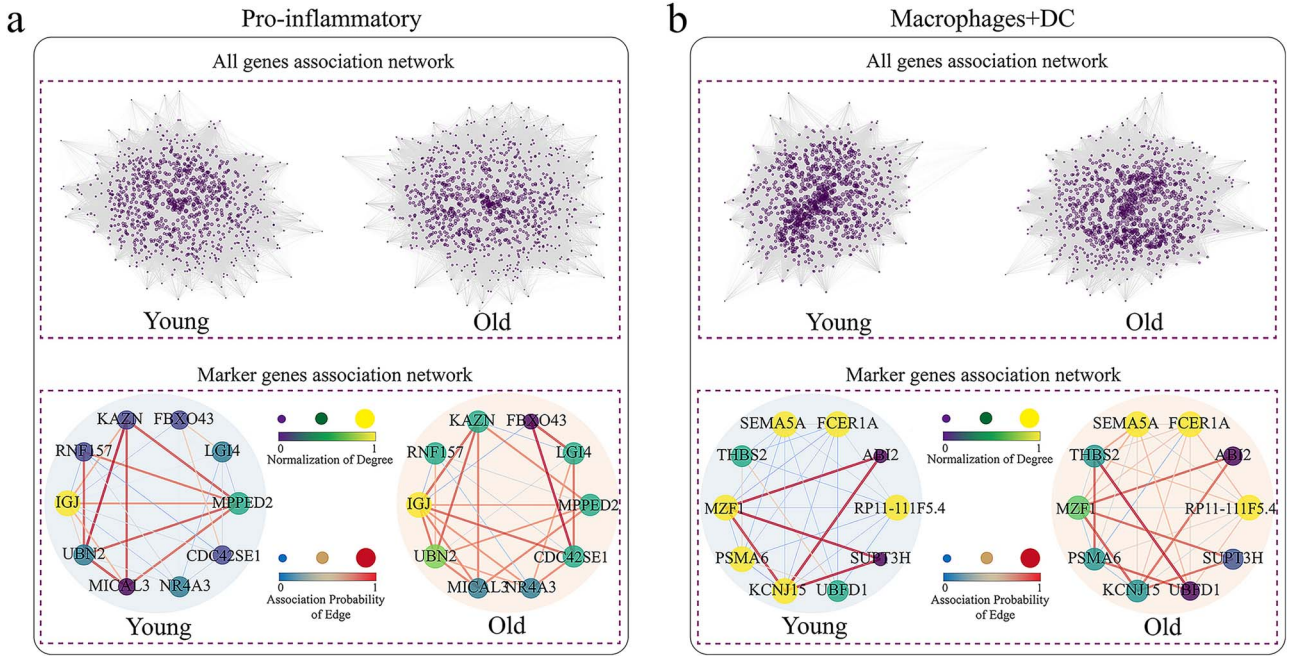 a
Pro-inflammatory
All genes association network
Young
Old
Marker genes association network
KAZN
FBXO43
RNF157
LGI4
IGJ
MPPED2
UBN2
CDC42SE1
MICAL3
NR4A3
Young
0
1
Normalization of Degree
0
1
Association Probability
of Edge
KAZN
FBXO43
RNF157
LGI4
IGJ
MPPED2
UBN2
CDC42SE1
MICAL3
NR4A3
Old
b
Macrophages+DC
All genes association network
Young
Old
Marker genes association network
SEMA5A
FCER1A
THBS2
ABI2
MZF1
RP11-111F5.4
PSMA6
SUPT3H
KCNJ15
UBFD1
Young
0
1
Normalization of Degree
0
1
Association Probability
of Edge
SEMA5A
FCER1A
THBS2
ABI2
MZF1
RP11-111F5.4
PSMA6
SUPT3H
KCNJ15
UBFD1
Old